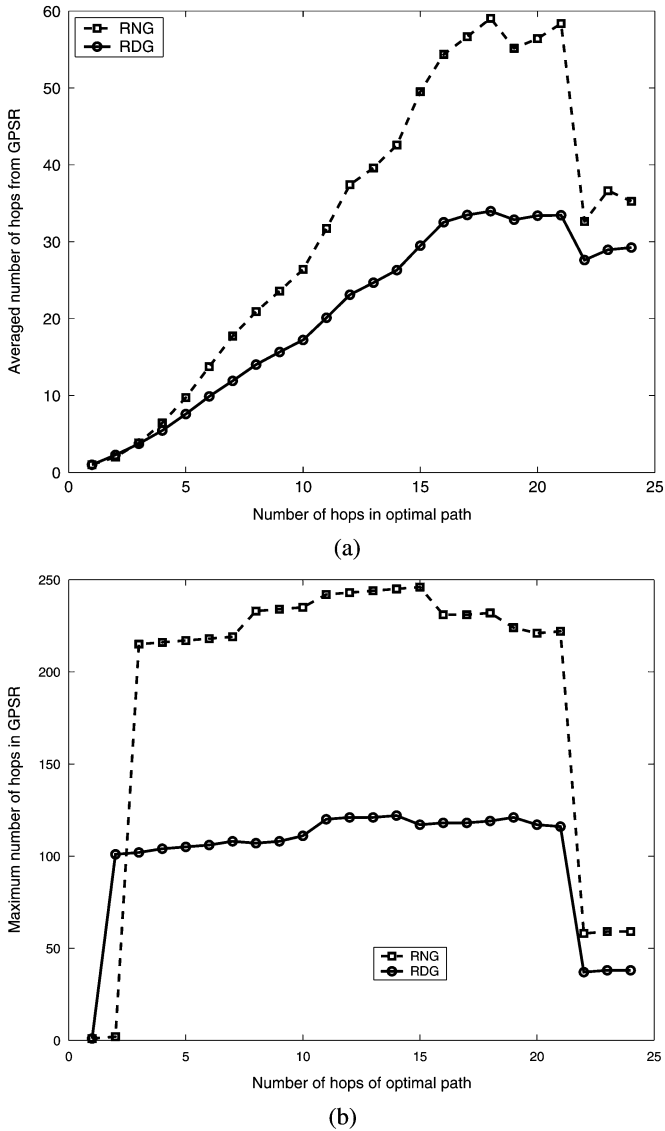 60
50
40
30
20
10
0
RNG
RDG
Averaged number of hops from GPSR
0
5
10
15
20
25
Number of hops in optimal path
(a)
250
200
150
100
50
0
Maximum number of hops in GPSR
RNG
RDG
0
5
10
15
20
25
Number of hops of optimal path
(b)